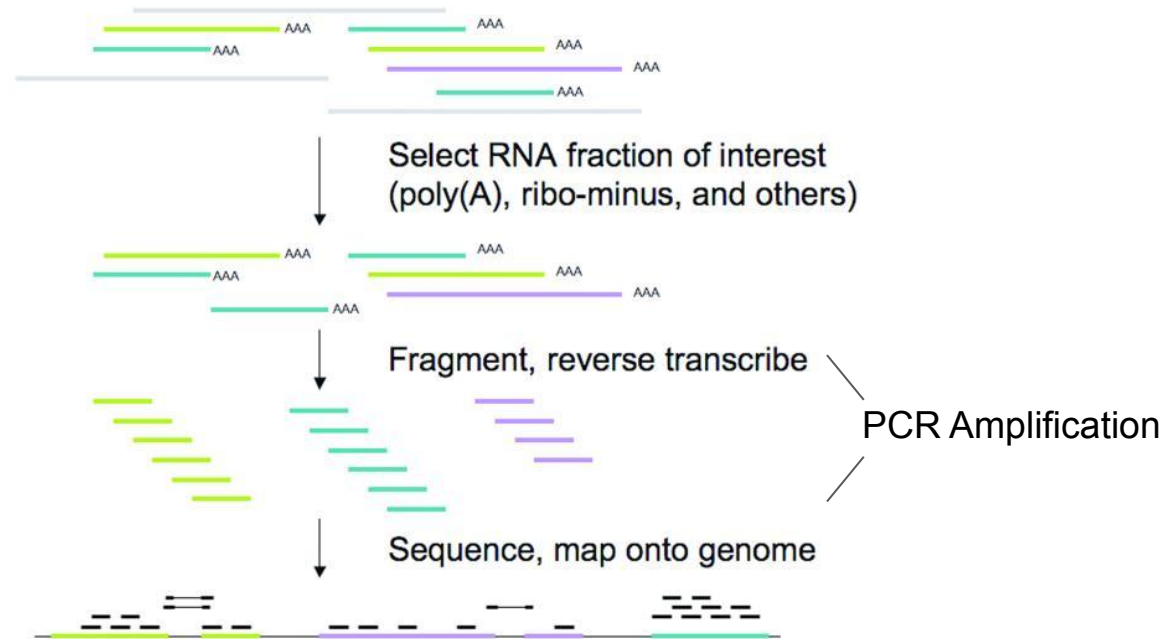 AAA
AAA
AAA
AAA
AAA
AAA
Select RNA fraction of interest
(poly(A), ribo-minus, and others)
AAA
AAA
AAA
AAA
AAA
AAA
Fragment, reverse transcribe
PCR Amplification
Sequence, map onto genome